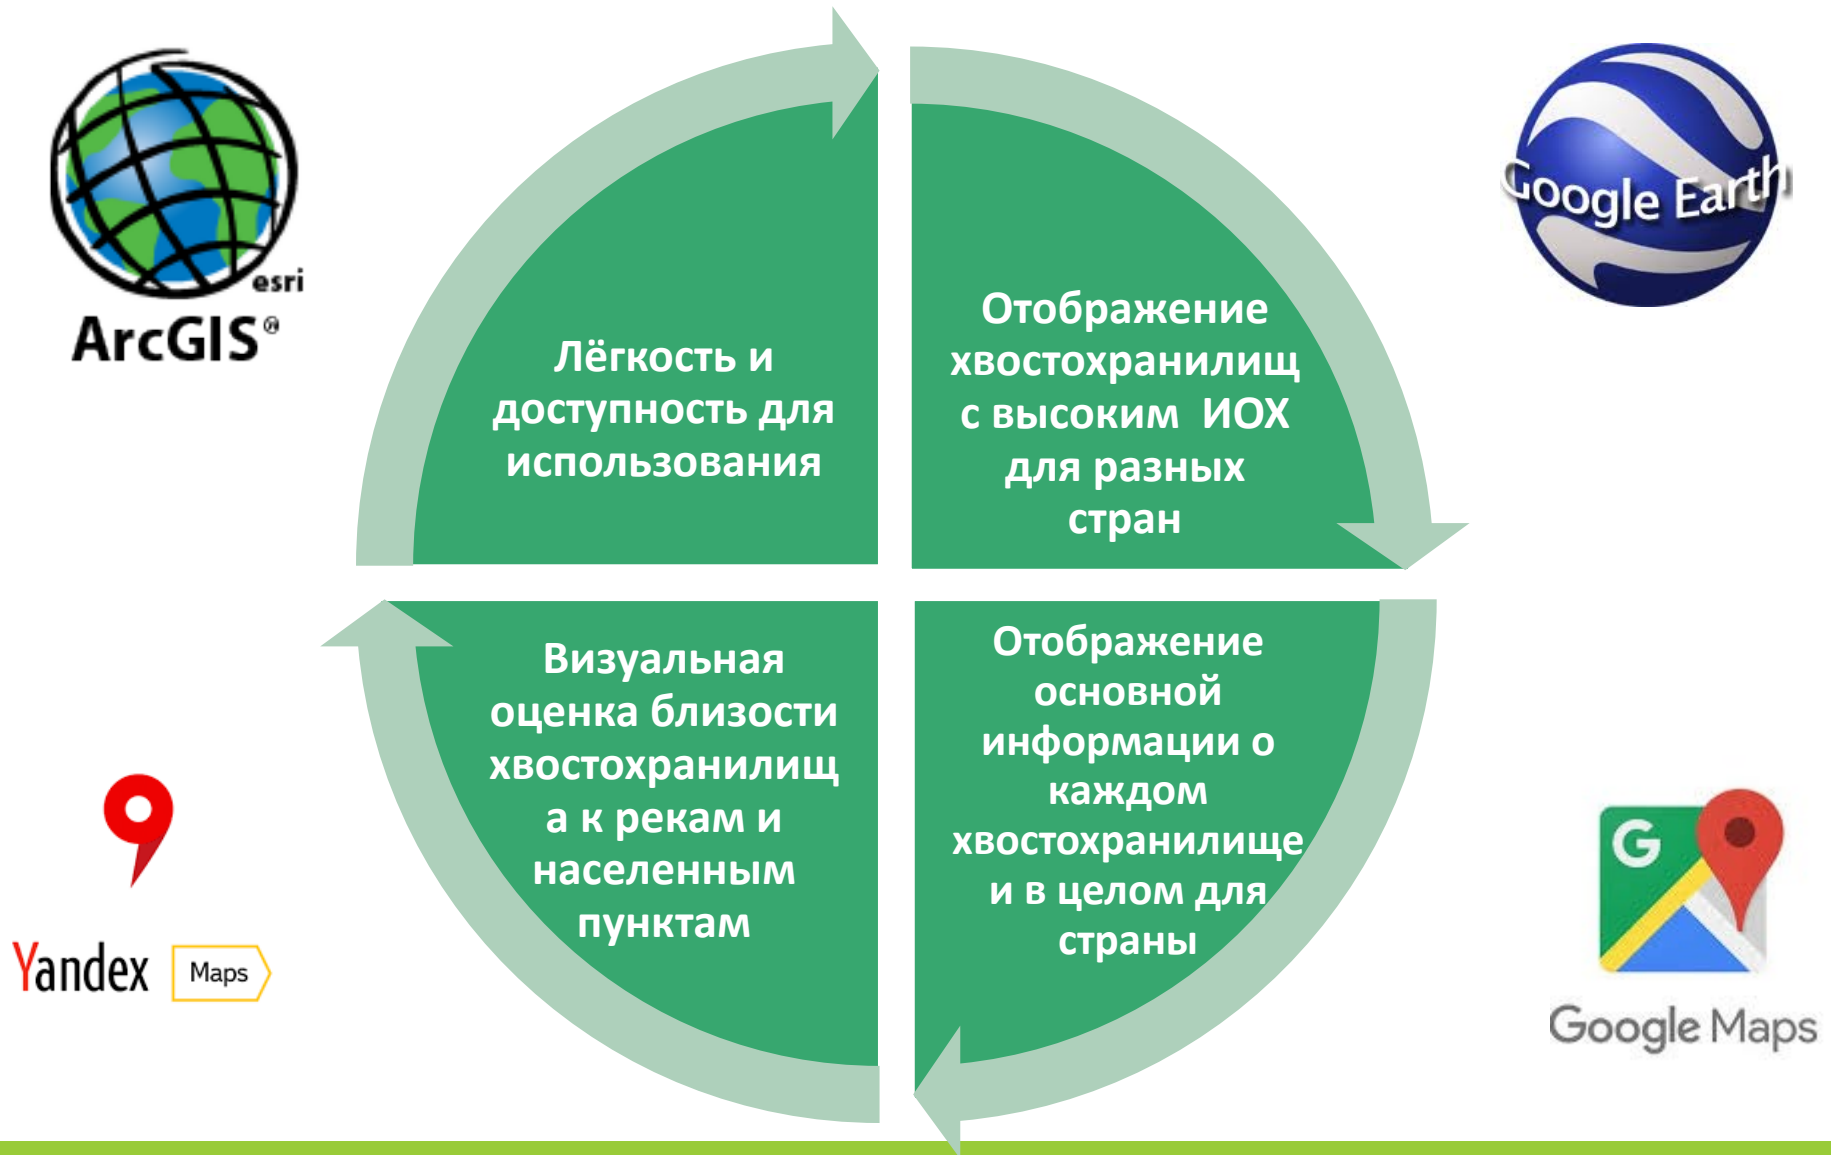 esri
ArcGIS®
Google Earth
Лёгкость и
доступность для
использования
Отображение
хвостохранилищ
с высоким ИОХ
для разных
стран
Визуальная
оценка близости
хвостохранилищ
а к рекам и
населенным
пунктам
Отображение
основной
информации о
каждом
хвостохранилище
и в целом для
страны
Yandex Maps
G
Google Maps